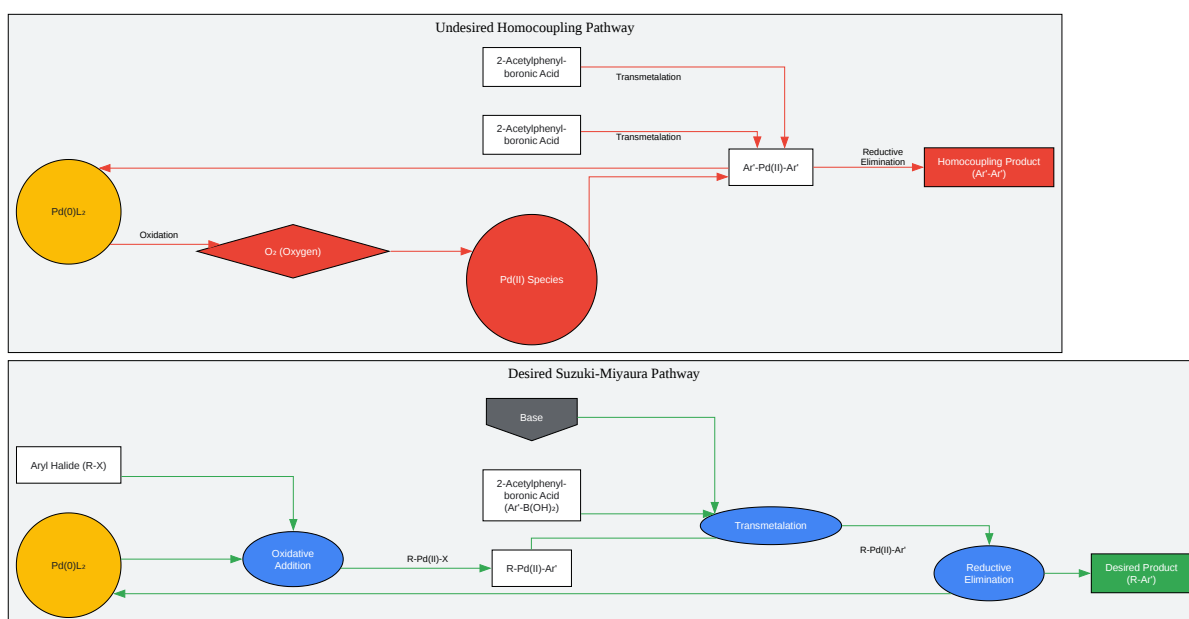 Undesired Homocoupling Pathway
2-Acetylphenyl-
boronic Acid
Transmetalation
2-Acetylphenyl-
boronic Acid
Transmetalation
Ar'-Pd(II)-Ar'
Reductive
Elimination
Homocoupling Product
(Ar'-Ar')
Pd(0)L₂
Oxidation
O₂ (Oxygen)
Pd(II) Species
Desired Suzuki-Miyaura Pathway
Base
Aryl Halide (R-X)
2-Acetylphenyl-
boronic Acid
(Ar'-B(OH)₂)
Transmetalation
Pd(0)L₂
Oxidative
Addition
R-Pd(II)-X
R-Pd(II)-Ar'
R-Pd(II)-Ar'
Reductive
Elimination
Desired Product
(R-Ar')